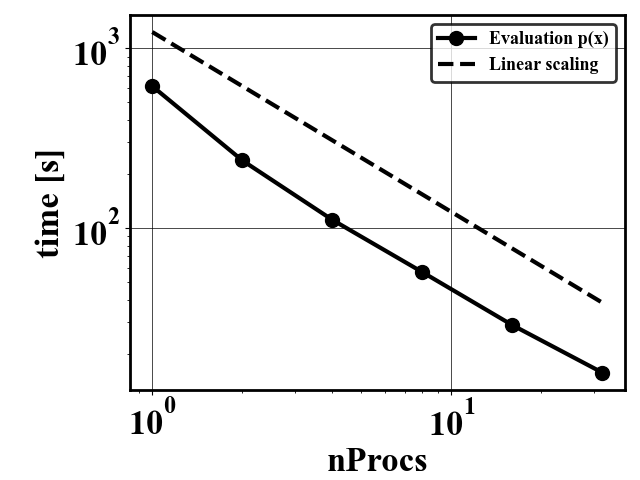 10³
Evaluation p(x)
Linear scaling
time [s]
10²
10⁰
10¹
nProcs